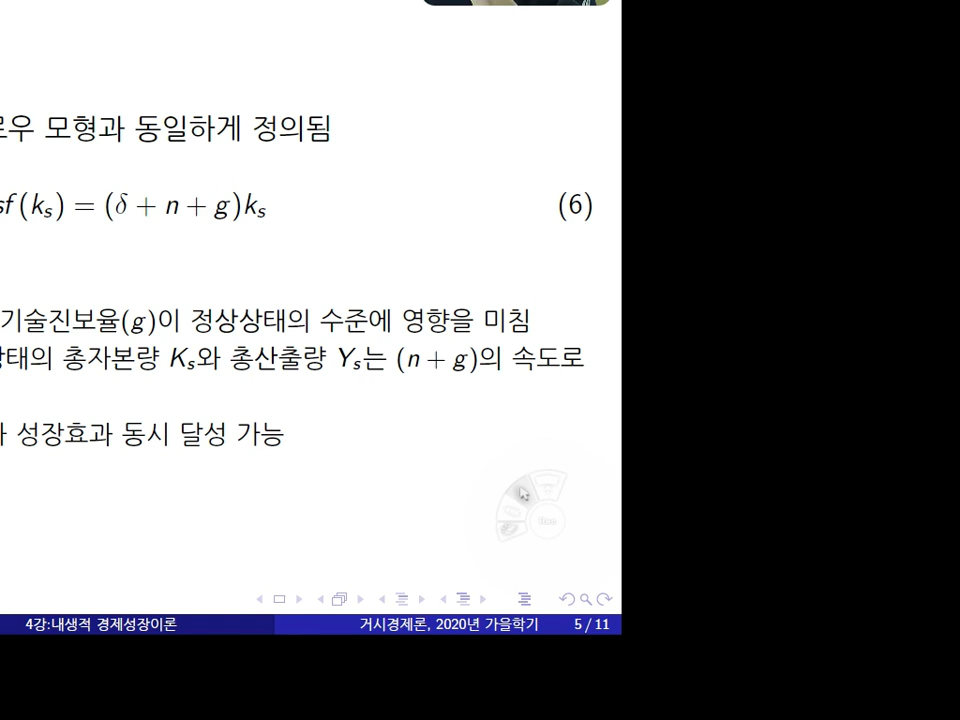 로우 모형과 동일하게 정의됨
sf(kₛ) = (δ + n + g)kₛ (6)
기술진보율(g)이 정상상태의 수준에 영향을 미침
상태의 총자본량 Kₛ와 총산출량 Yₛ는 (n + g)의 속도로
성장효과 동시 달성 가능
4강:내생적 경제성장이론 거시경제론, 2020년 가을학기 5 / 11